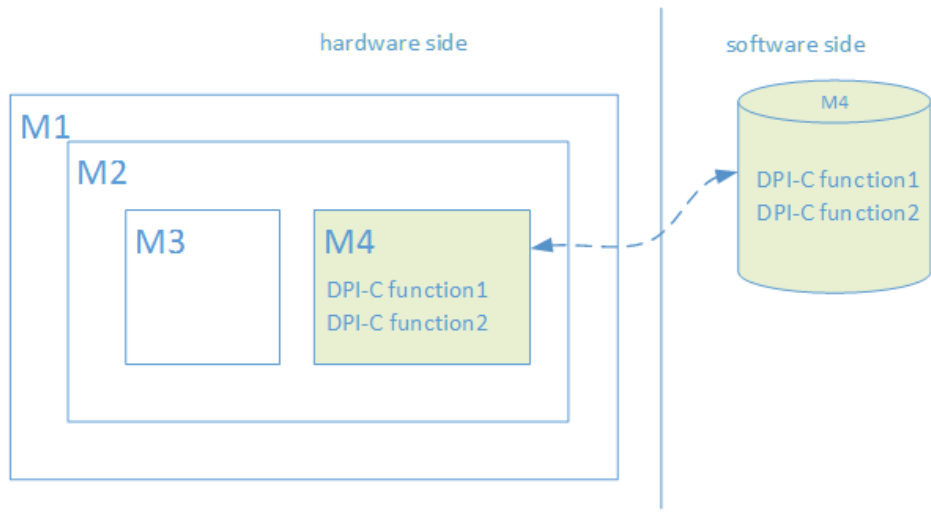 hardware side
software side
M1
M2
M3
M4
DPI-C function1
DPI-C function2
M4
DPI-C function1
DPI-C function2